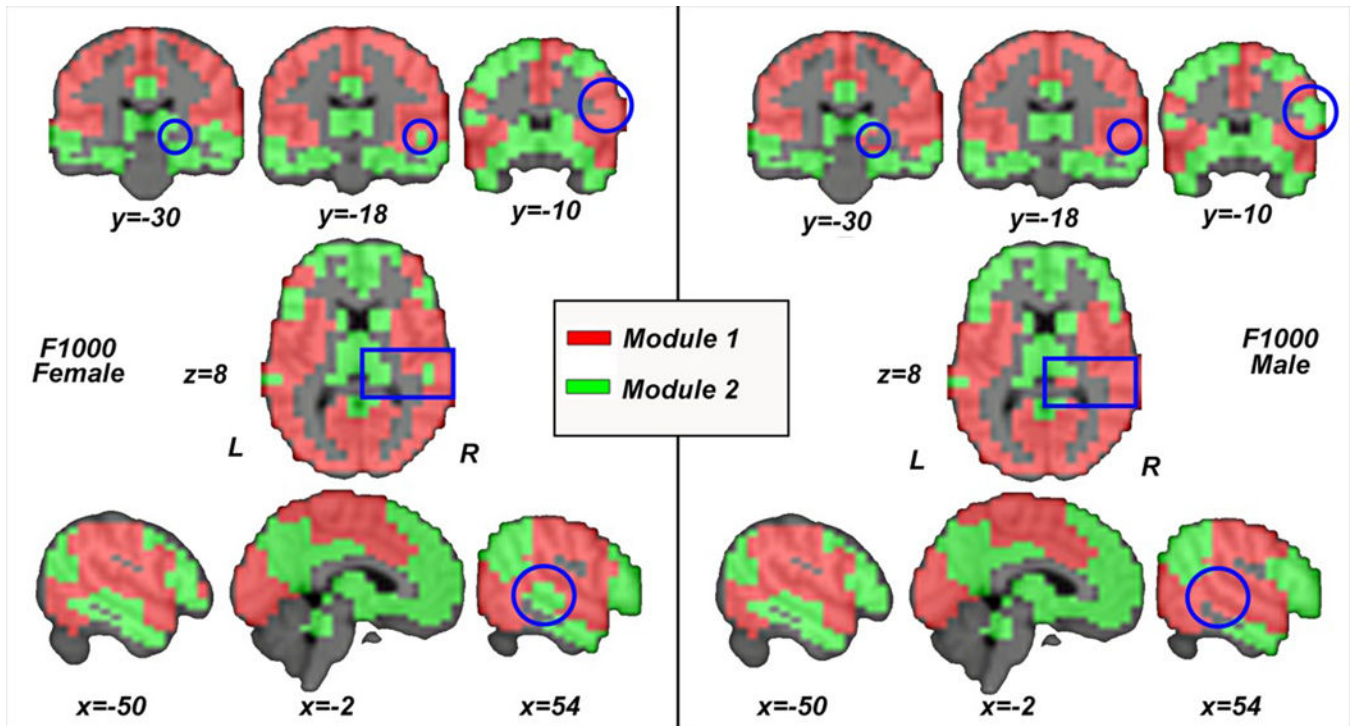 y=-30 y=-18 y=-10
y=-30 y=-18 y=-10
F1000
Female
z=8
L
R
Module 1
Module 2
z=8
F1000
Male
L
R
x=-50 x=-2 x=54
x=-50 x=-2 x=54